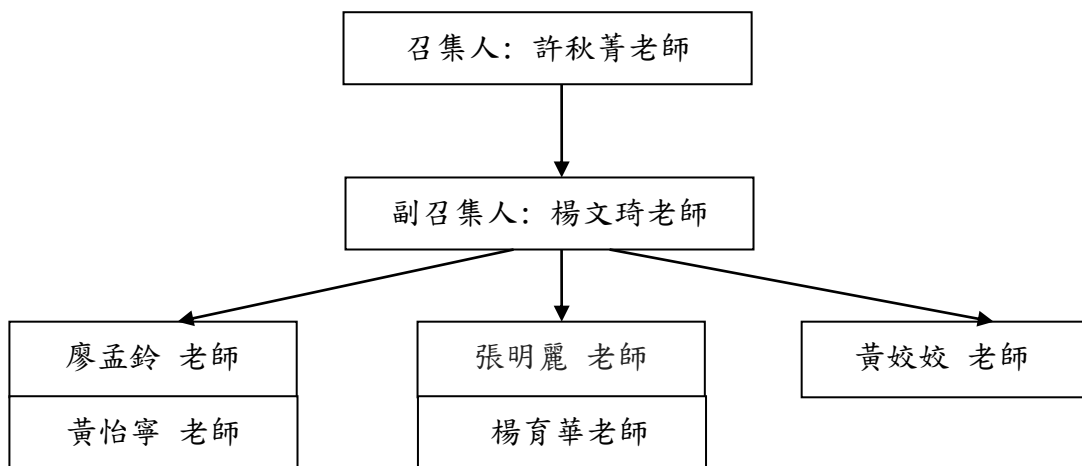 召集人: 許秋菁老師
副召集人: 楊文琦老師
廖孟鈴 老師
張明麗 老師
黃姣姣 老師
黃怡寧 老師
楊育華老師